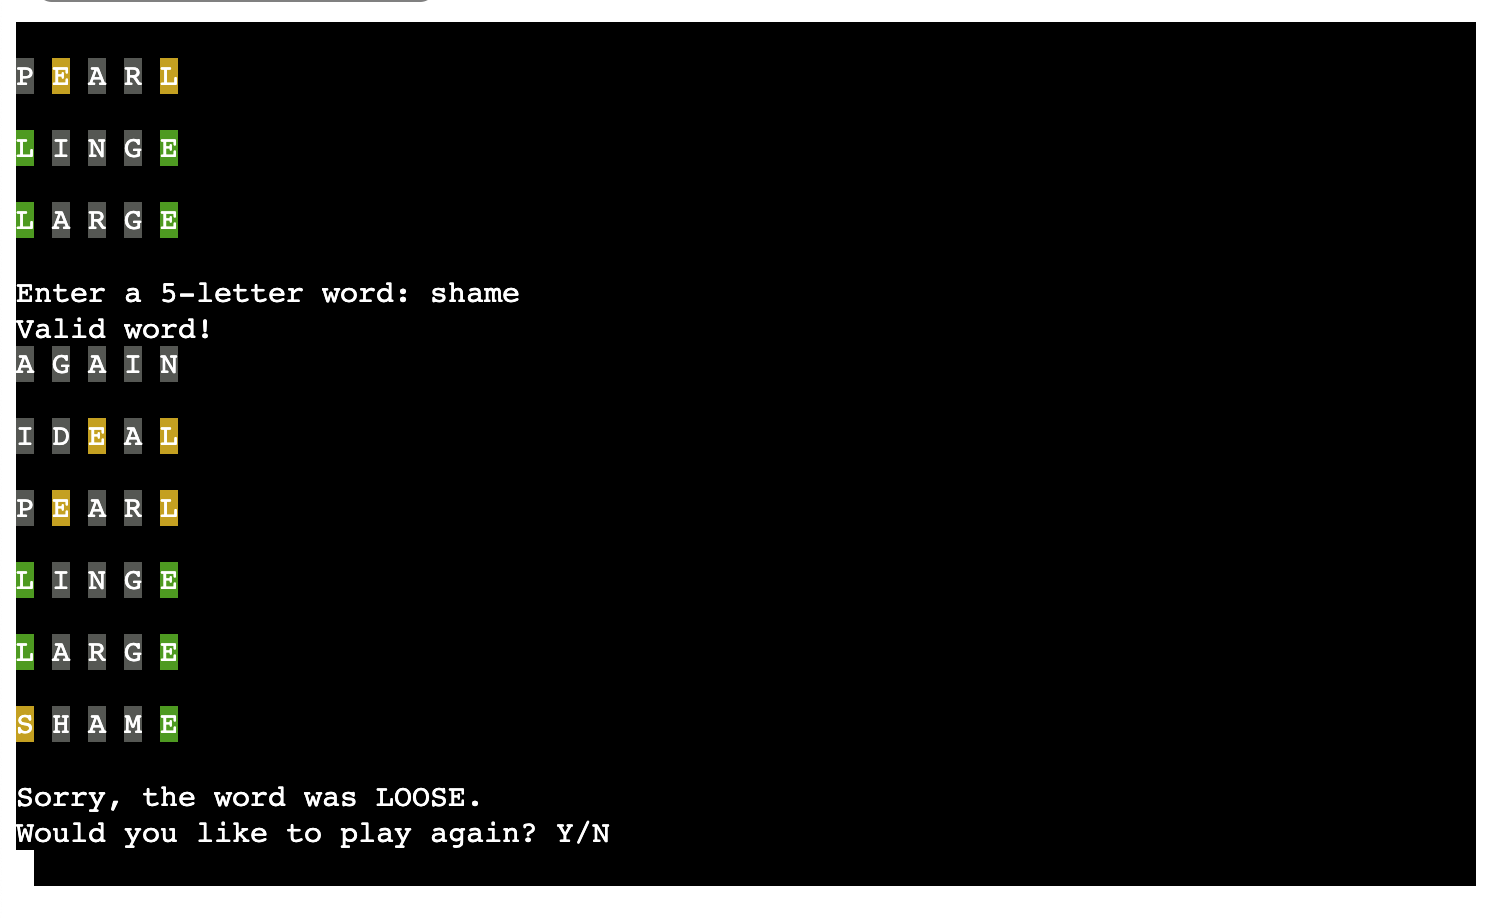 P E A R L
L I N G E
L A R G E
Enter a 5-letter word: shame
Valid word!
A G A I N
I D E A L
P E A R L
L I N G E
L A R G E
S H A M E
Sorry, the word was LOOSE.
Would you like to play again? Y/N